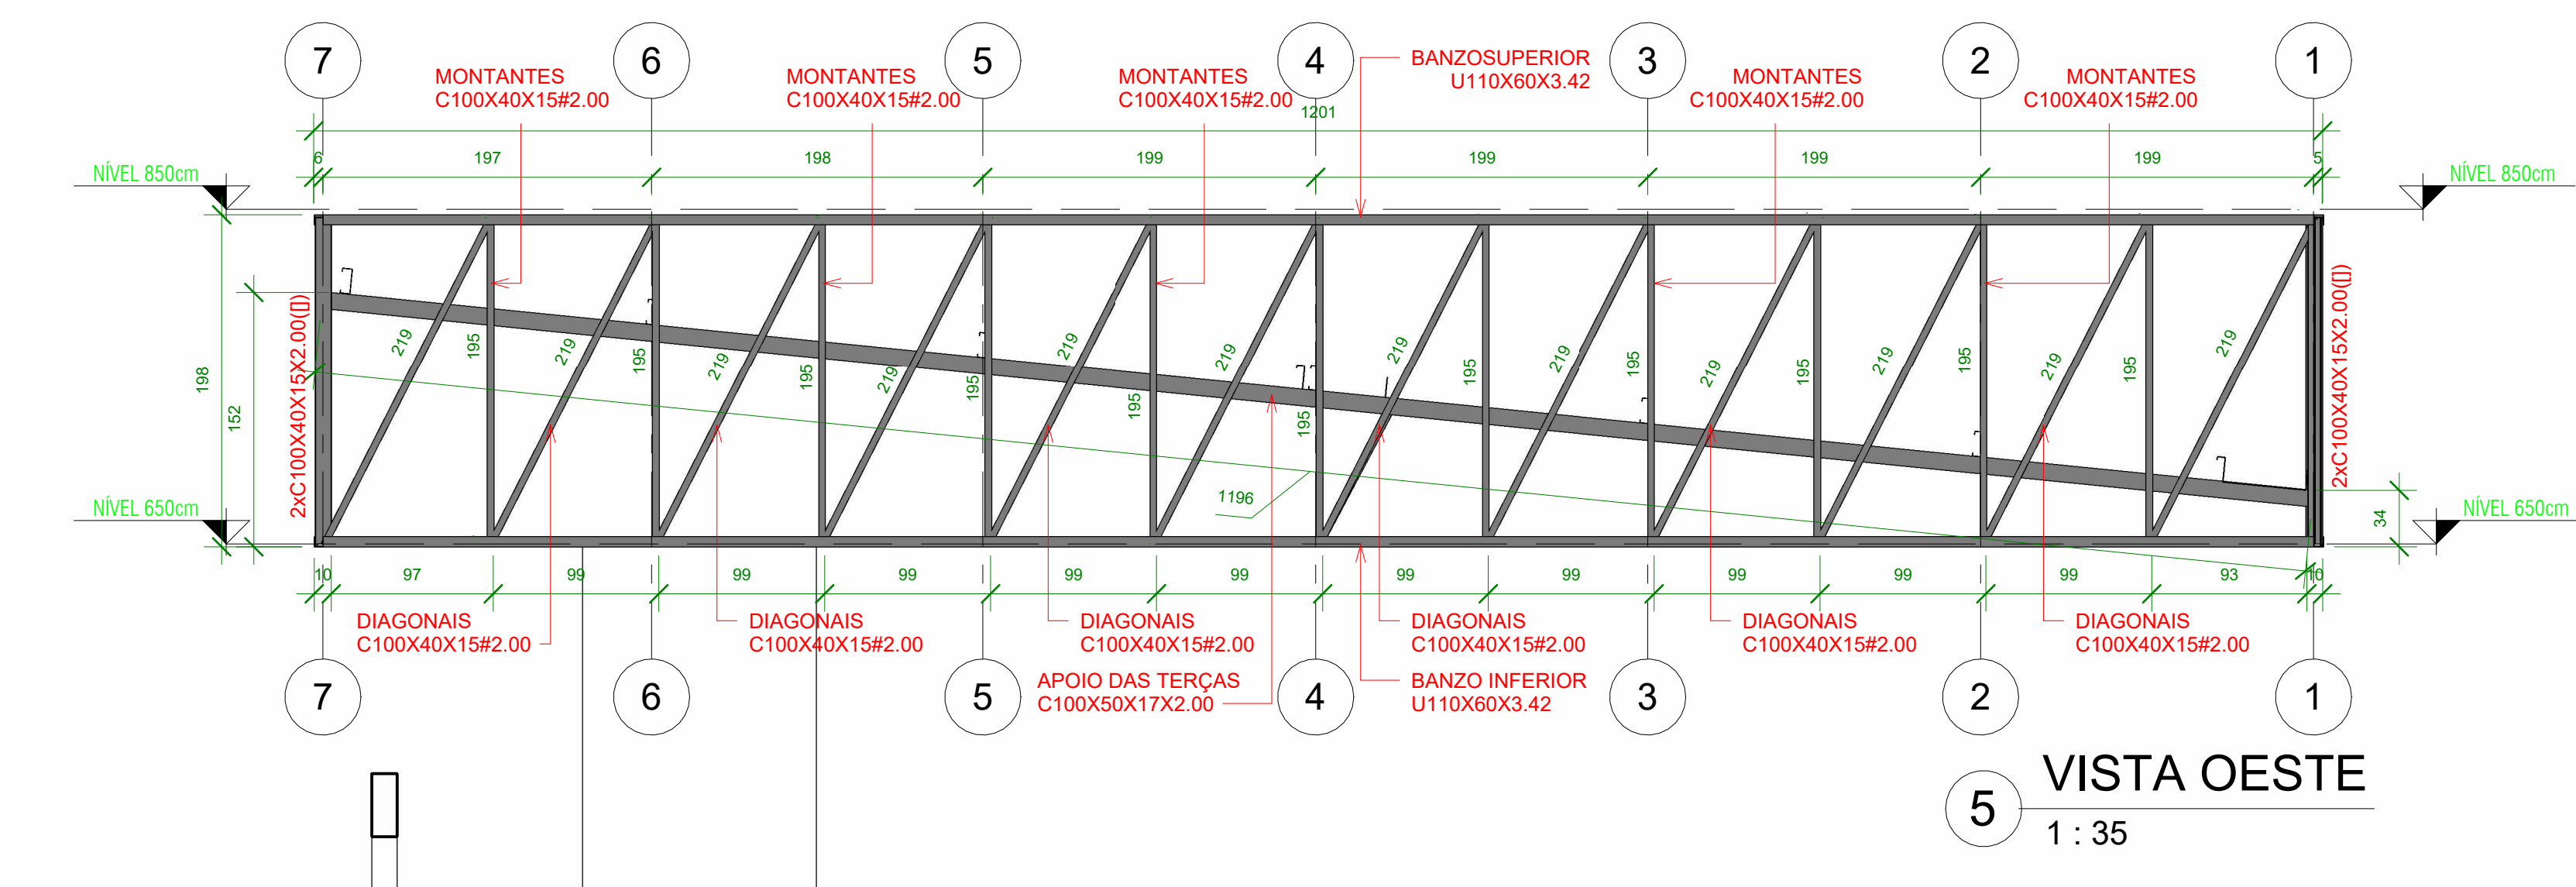 7
6
5
4
3
2
1
MONTANTES
C100X40X15#2.00
MONTANTES
C100X40X15#2.00
MONTANTES
C100X40X15#2.00
BANZOSUPERIOR
U110X60X3.42
MONTANTES
C100X40X15#2.00
MONTANTES
C100X40X15#2.00
1201
6
197
198
199
199
199
199
5
NÍVEL 850cm
NÍVEL 850cm
198
152
2xC100X40X15X2.00([])
219
195
219
195
219
195
219
195
219
195
219
195
219
195
219
195
219
195
219
195
219
195
219
2xC100X40X15X2.00([])
1196
34
NÍVEL 650cm
NÍVEL 650cm
10
97
99
99
99
99
99
99
99
99
99
99
93
10
DIAGONAIS
C100X40X15#2.00
DIAGONAIS
C100X40X15#2.00
DIAGONAIS
C100X40X15#2.00
DIAGONAIS
C100X40X15#2.00
DIAGONAIS
C100X40X15#2.00
DIAGONAIS
C100X40X15#2.00
APOIO DAS TERÇAS
C100X50X17X2.00
BANZO INFERIOR
U110X60X3.42
7
6
5
4
3
2
1
5
VISTA OESTE
1 : 35